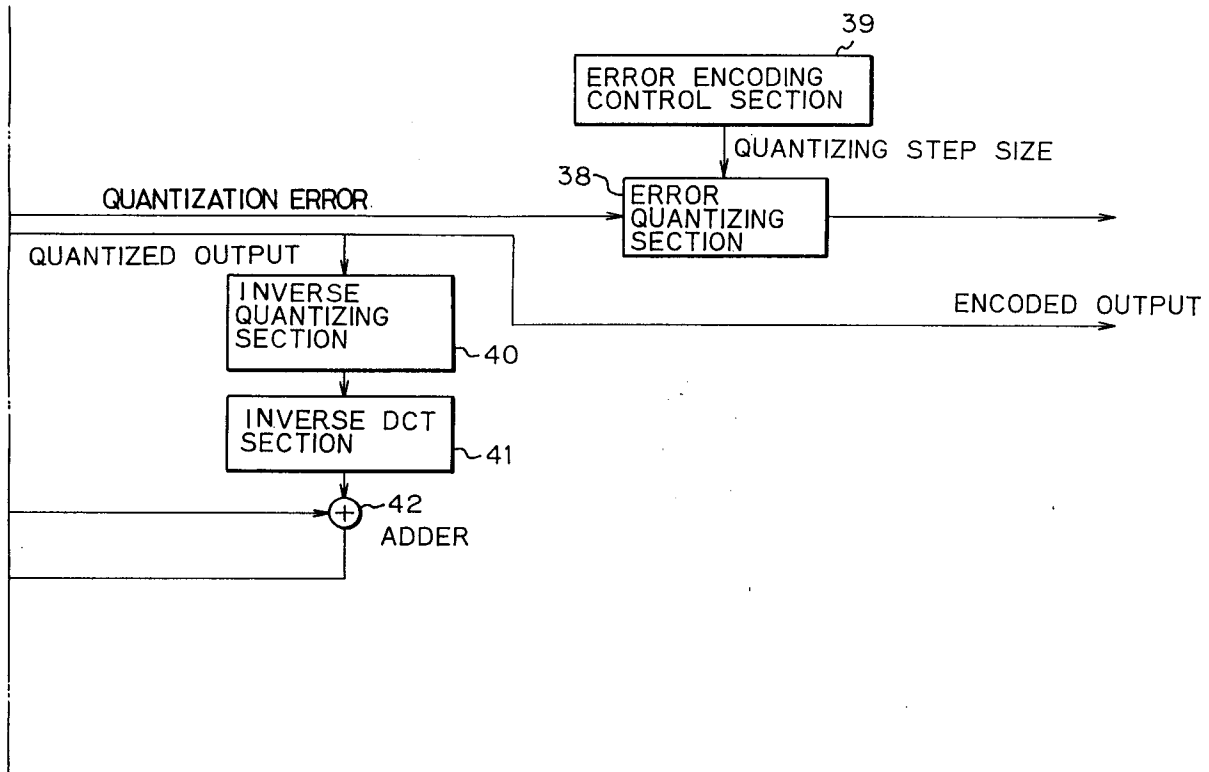 39
ERROR ENCODING
CONTROL SECTION
QUANTIZING STEP SIZE
38
ERROR
QUANTIZING
SECTION
QUANTIZATION ERROR
QUANTIZED OUTPUT
INVERSE
QUANTIZING
SECTION
40
ENCODED OUTPUT
INVERSE DCT
SECTION
41
42
+
ADDER